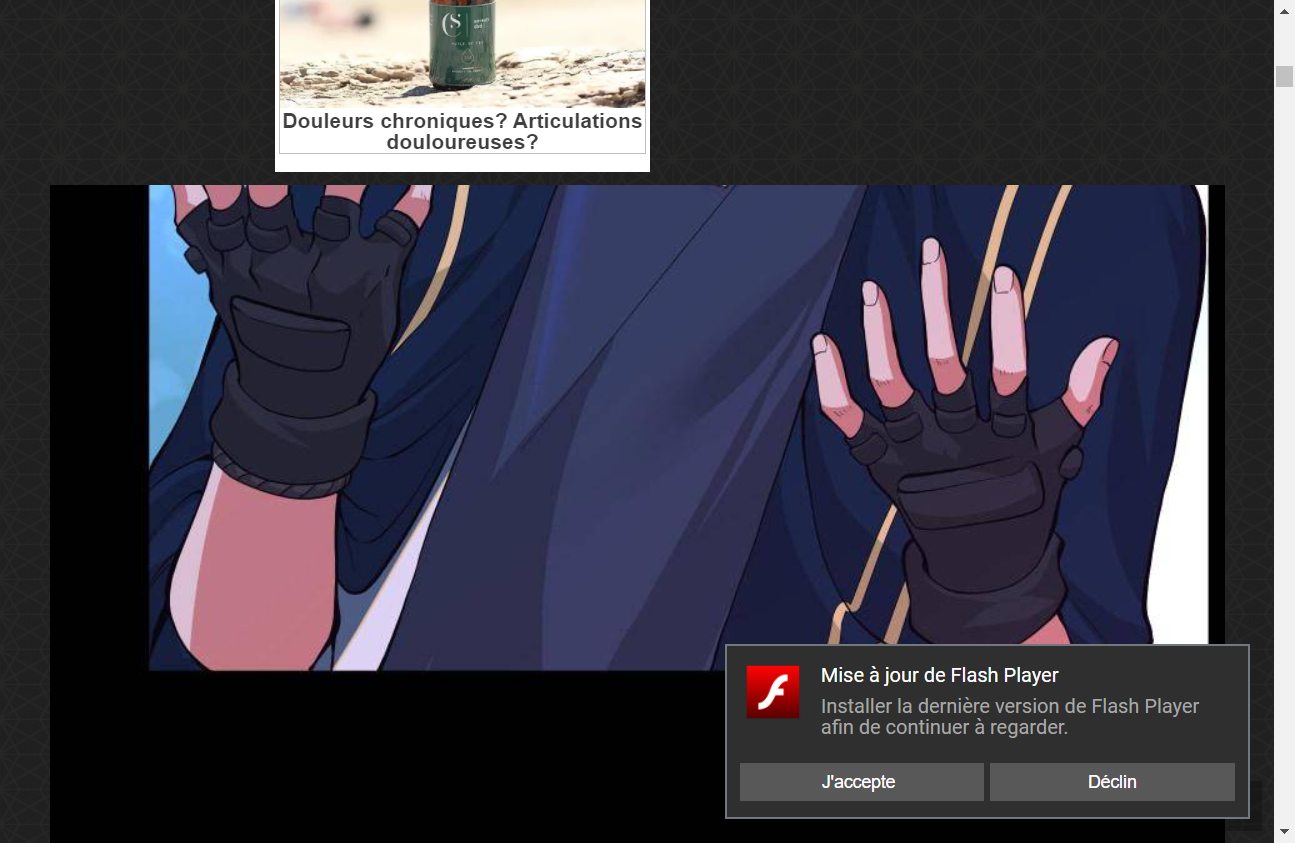 CS
Douleurs chroniques? Articulations
douloureuses?
Mise à jour de Flash Player
Installer la dernière version de Flash Player
afin de continuer à regarder.
J'accepte
Déclin